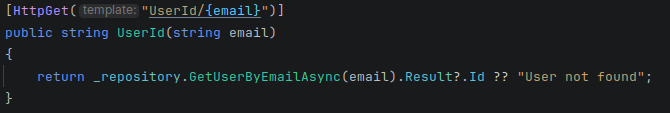 [HttpGet( template: "UserId/{email}")]
public string UserId(string email)
{
    return _repository.GetUserByEmailAsync(email).Result?.Id ?? "User not found";
}